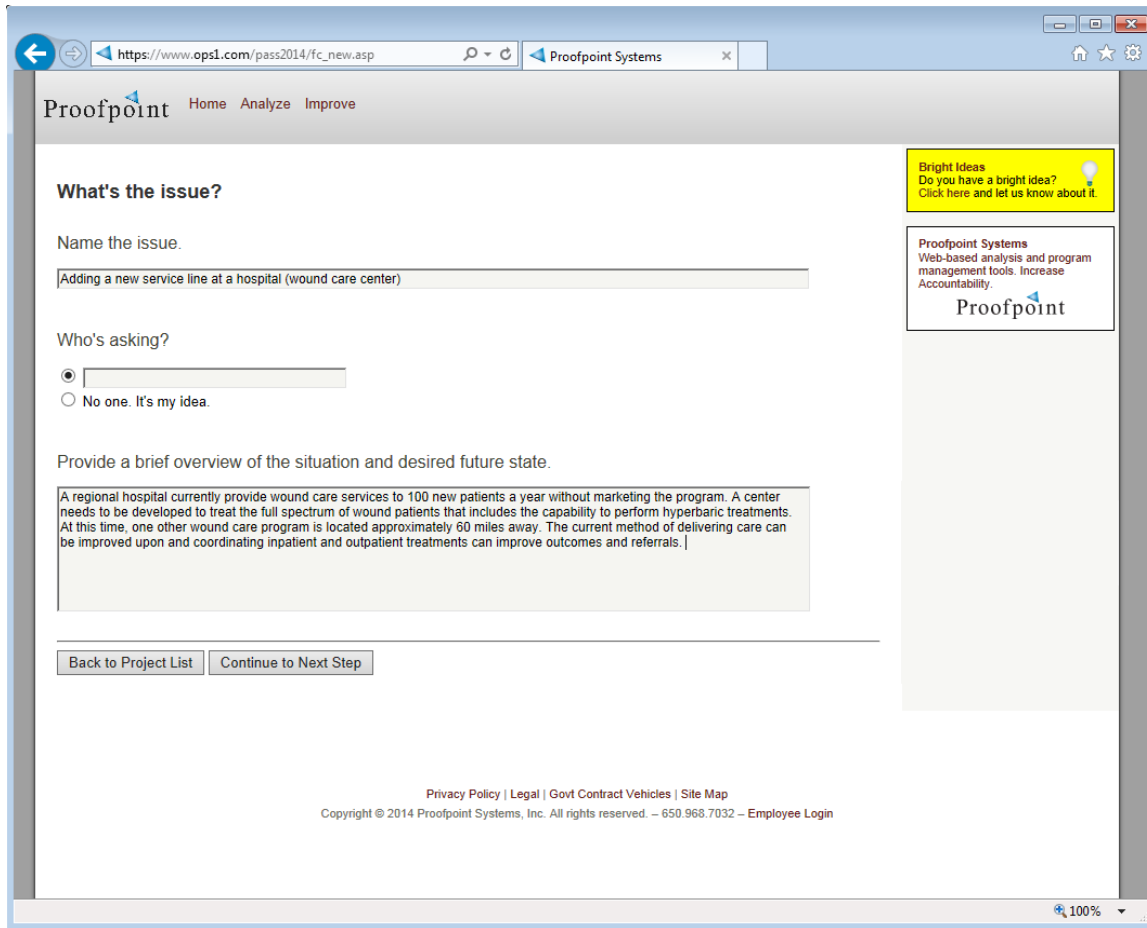 https://www.ops1.com/pass2014/fc_new.asp
Proofpoint Systems
Proofpoint Home Analyze Improve
What's the issue?
Name the issue.
Adding a new service line at a hospital (wound care center)
Who's asking?
No one. It's my idea.
Provide a brief overview of the situation and desired future state.
A regional hospital currently provide wound care services to 100 new patients a year without marketing the program. A center
needs to be developed to treat the full spectrum of wound patients that includes the capability to perform hyperbaric treatments.
At this time, one other wound care program is located approximately 60 miles away. The current method of delivering care can
be improved upon and coordinating inpatient and outpatient treatments can improve outcomes and referrals.
Back to Project List Continue to Next Step
Bright Ideas
Do you have a bright idea?
Click here and let us know about it.
Proofpoint Systems
Web-based analysis and program
management tools. Increase
Accountability.
Proofpoint
Privacy Policy | Legal | Govt Contract Vehicles | Site Map
Copyright © 2014 Proofpoint Systems, Inc. All rights reserved. – 650.968.7032 – Employee Login
100%